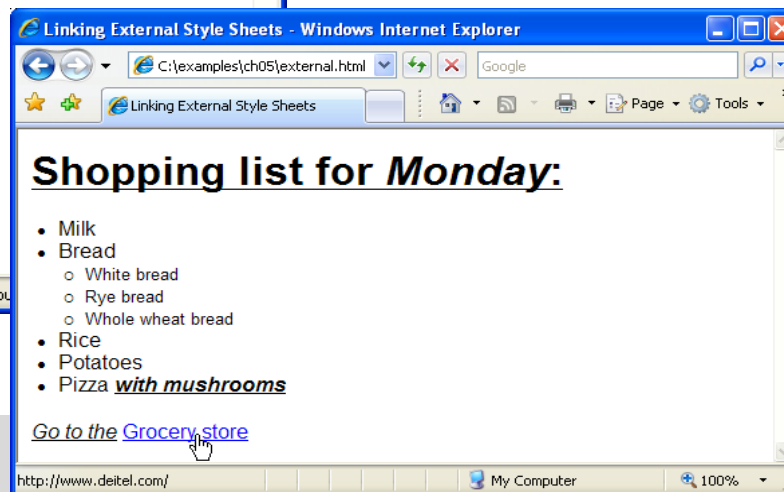 Linking External Style Sheets - Windows Internet Explorer
C:\examples\ch05\external.html Google
Linking External Style Sheets Page Tools
Shopping list for Monday:
Milk
Bread
White bread
Rye bread
Whole wheat bread
Rice
Potatoes
Pizza with mushrooms
Go to the Grocery store
http://www.deitel.com/ My Computer 100%